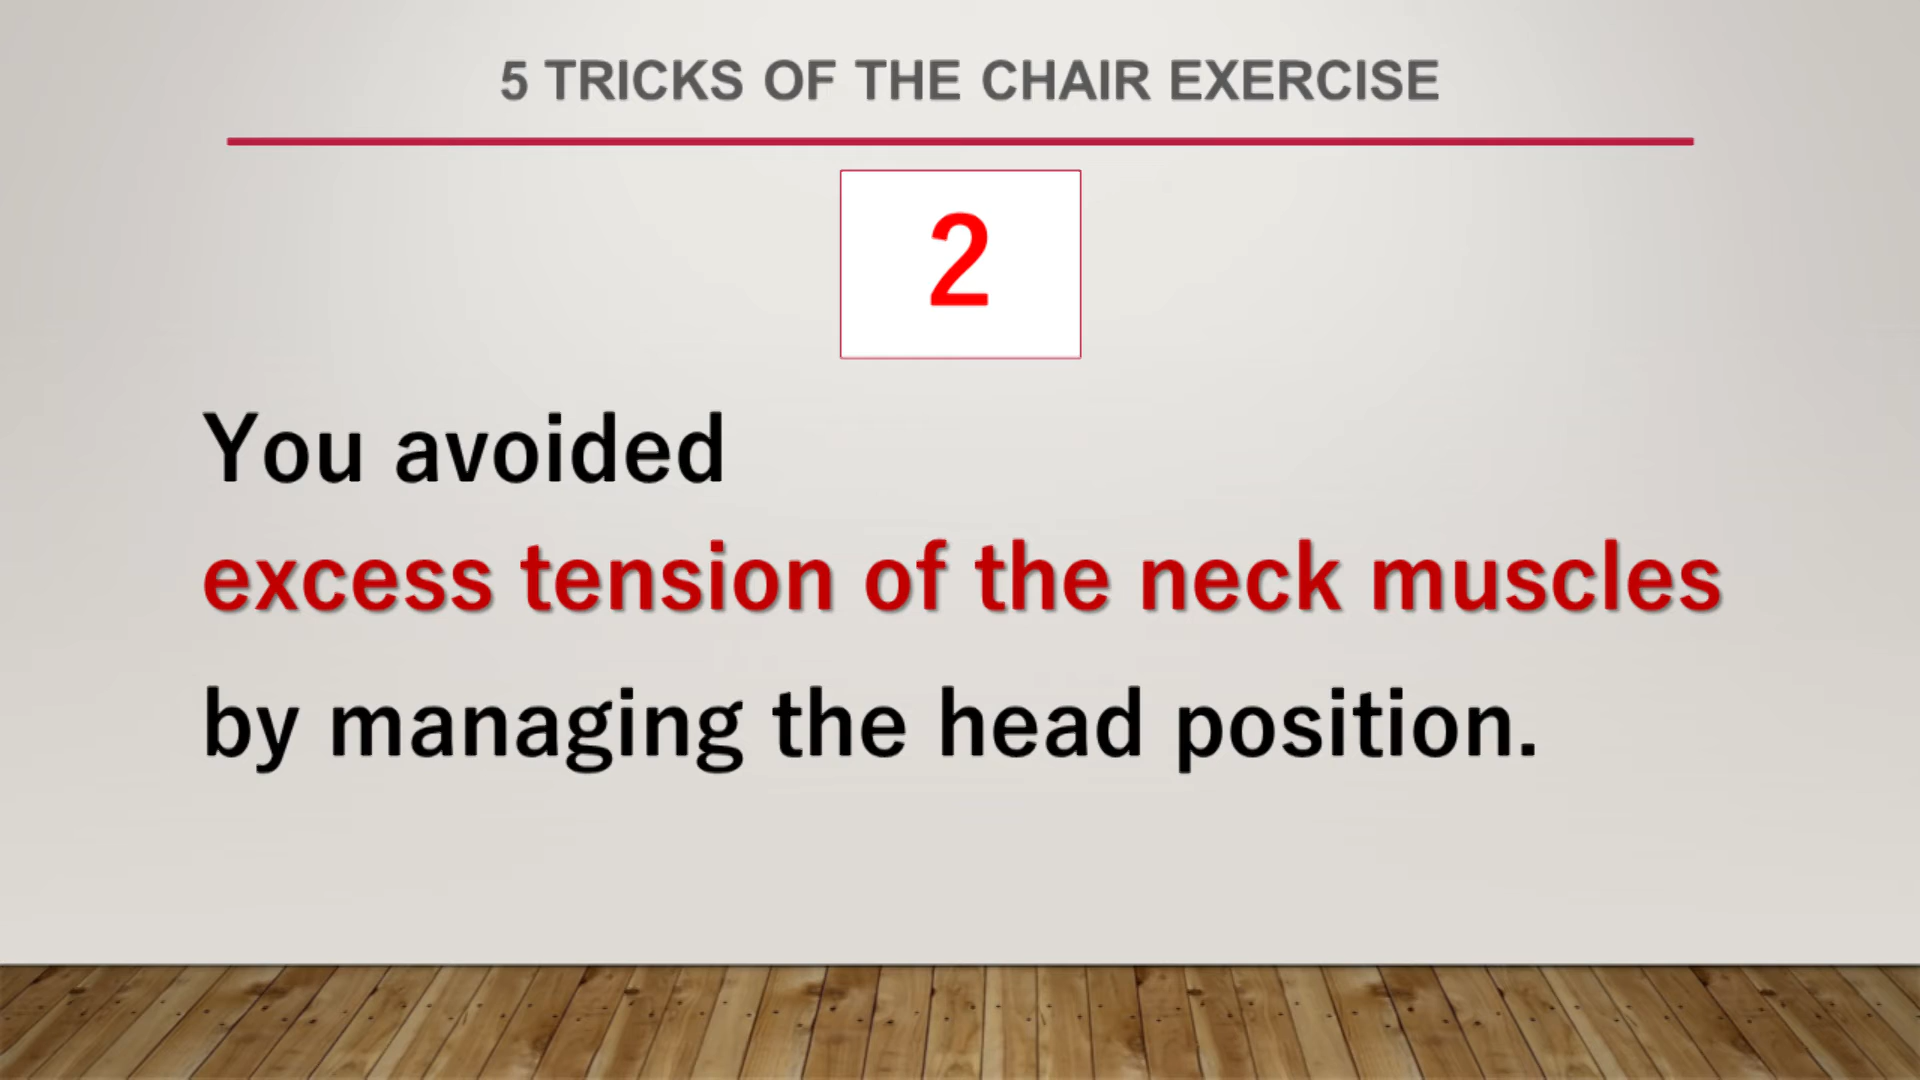 5 TRICKS OF THE CHAIR EXERCISE
2
You avoided
excess tension of the neck muscles
by managing the head position.